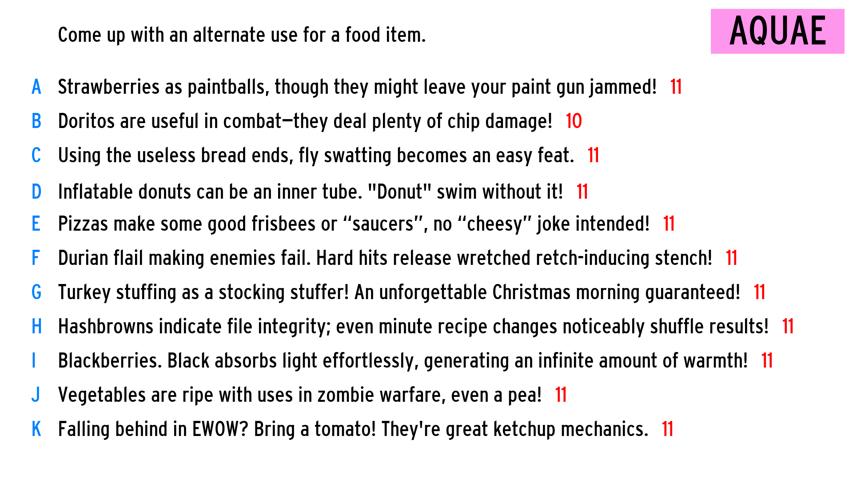 Come up with an alternate use for a food item.
AQUAE
A Strawberries as paintballs, though they might leave your paint gun jammed! 11
B Doritos are useful in combat—they deal plenty of chip damage! 10
C Using the useless bread ends, fly swatting becomes an easy feat. 11
D Inflatable donuts can be an inner tube. "Donut" swim without it! 11
E Pizzas make some good frisbees or “saucers”, no “cheesy” joke intended! 11
F Durian flail making enemies fail. Hard hits release wretched retch-inducing stench! 11
G Turkey stuffing as a stocking stuffer! An unforgettable Christmas morning guaranteed! 11
H Hashbrowns indicate file integrity; even minute recipe changes noticeably shuffle results! 11
I Blackberries. Black absorbs light effortlessly, generating an infinite amount of warmth! 11
J Vegetables are ripe with uses in zombie warfare, even a pea! 11
K Falling behind in EWOW? Bring a tomato! They're great ketchup mechanics. 11